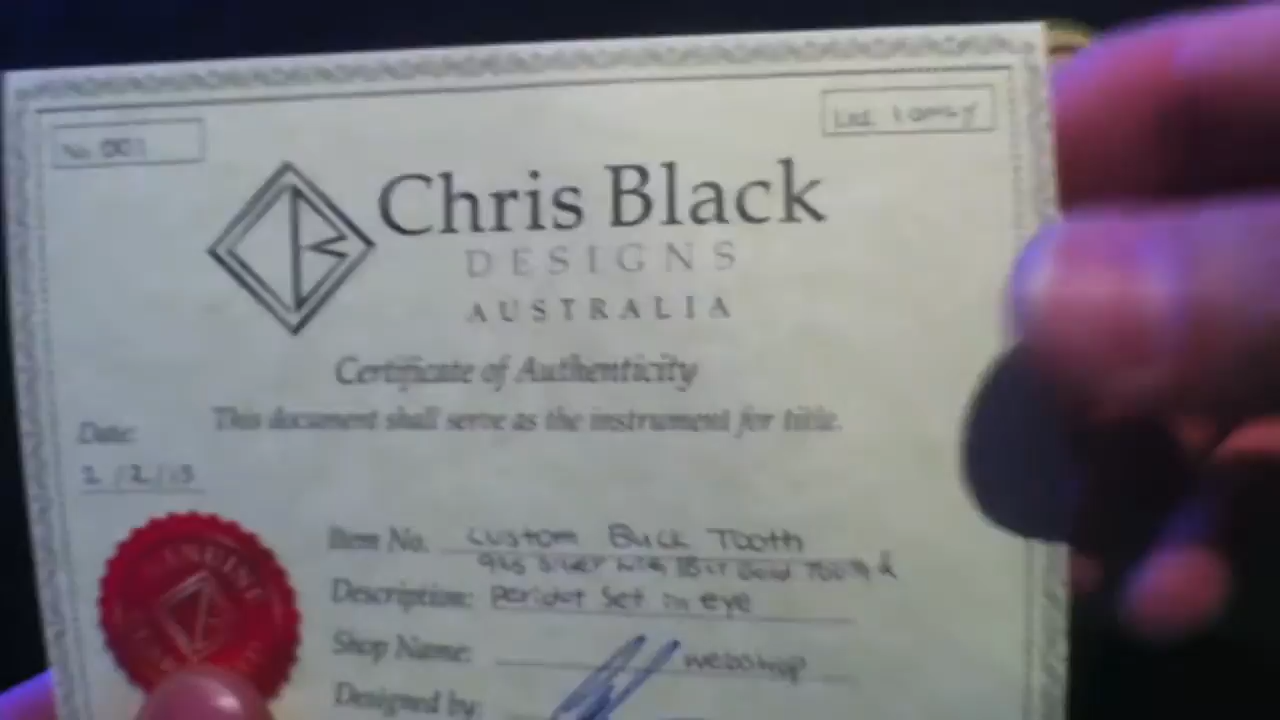 No. 001
Chris Black
DESIGNS
AUSTRALIA
Certificate of Authenticity
This document shall serve as the instrument for title.
Date:
2/2/13
Item No. Custom Buck Tooth
925 Silver with 18ct Gold Tooth &
Description: peridot Set in eye
Shop Name: webshop
Designed by: